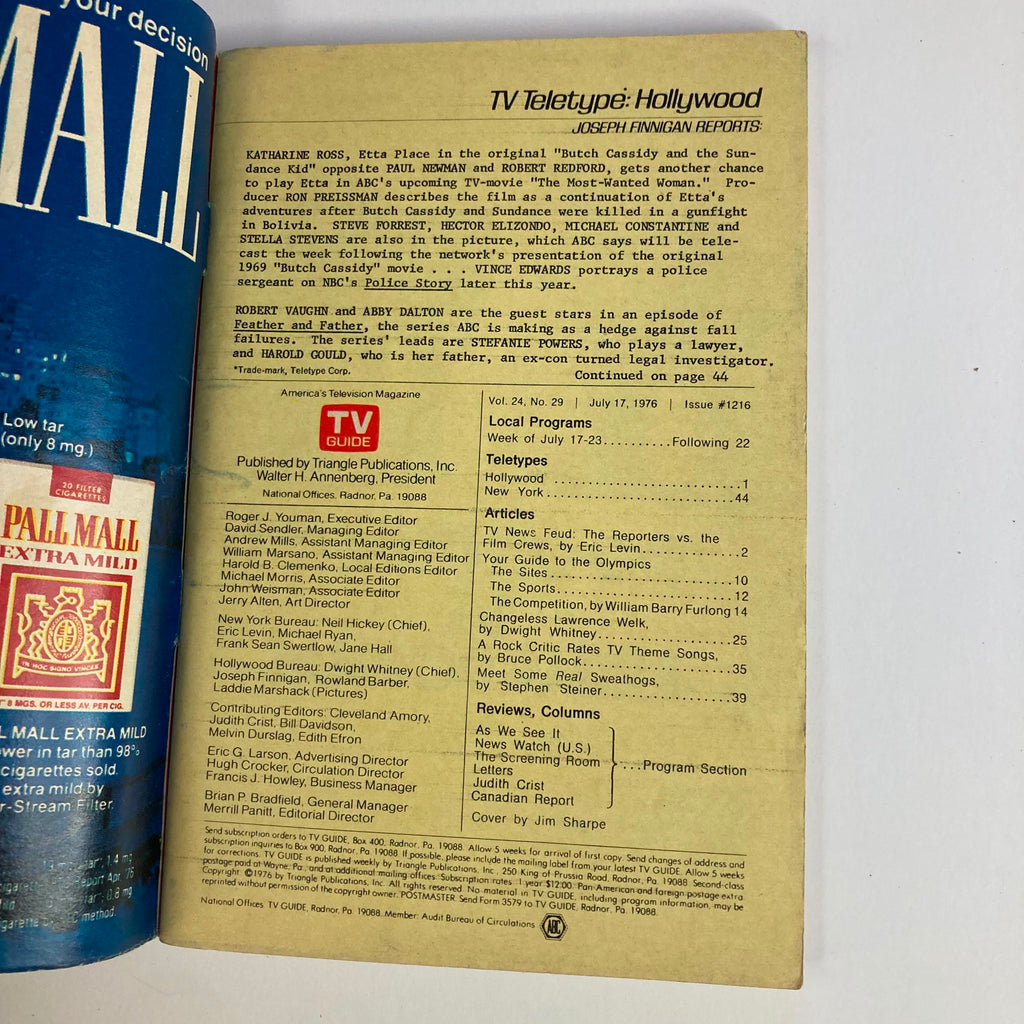 your decision
MALL
Low tar
(only 8 mg.)
20 FILTER
CIGARETTES
PALL MALL
EXTRA MILD
IN HOC SIGNO VINCES
8 MGS. OR LESS AV. PER CIG.
L MALL EXTRA MILD
ower in tar than 98%
cigarettes sold.
extra mild by
r-Stream Filter.
TV Teletype: Hollywood
JOSEPH FINNIGAN REPORTS:
KATHARINE ROSS, Etta Place in the original "Butch Cassidy and the Sun-
dance Kid" opposite PAUL NEWMAN and ROBERT REDFORD, gets another chance
to play Etta in ABC's upcoming TV-movie "The Most-Wanted Woman." Pro-
ducer RON PREISSMAN describes the film as a continuation of Etta's
adventures after Butch Cassidy and Sundance were killed in a gunfight
in Bolivia. STEVE FORREST, HECTOR ELIZONDO, MICHAEL CONSTANTINE and
STELLA STEVENS are also in the picture, which ABC says will be tele-
cast the week following the network's presentation of the original
1969 "Butch Cassidy" movie . . . VINCE EDWARDS portrays a police
sergeant on NBC's Police Story later this year.
ROBERT VAUGHN and ABBY DALTON are the guest stars in an episode of
Feather and Father, the series ABC is making as a hedge against fall
failures. The series' leads are STEFANIE POWERS, who plays a lawyer,
and HAROLD GOULD, who is her father, an ex-con turned legal investigator.
*Trade-mark, Teletype Corp.
Continued on page 44
America's Television Magazine
TV
GUIDE
Published by Triangle Publications, Inc.
Walter H. Annenberg, President
National Offices, Radnor, Pa. 19088
Roger J. Youman, Executive Editor
David Sendler, Managing Editor
Andrew Mills, Assistant Managing Editor
William Marsano, Assistant Managing Editor
Harold B. Clemenko, Local Editions Editor
Michael Morris, Associate Editor
John Weisman, Associate Editor
Jerry Alten, Art Director
New York Bureau: Neil Hickey (Chief),
Eric Levin, Michael Ryan,
Frank Sean Swertlow, Jane Hall
Hollywood Bureau: Dwight Whitney (Chief),
Joseph Finnigan, Rowland Barber,
Laddie Marshack (Pictures)
Contributing Editors: Cleveland Amory,
Judith Crist, Bill Davidson,
Melvin Durslag, Edith Efron
Eric G. Larson, Advertising Director
Hugh Crocker, Circulation Director
Francis J. Howley, Business Manager
Brian P. Bradfield, General Manager
Merrill Panitt, Editorial Director
Vol. 24, No. 29 | July 17, 1976 | Issue #1216
Local Programs
Week of July 17-23..........Following 22
Teletypes
Hollywood ...........................1
New York ...........................44
Articles
TV News Feud: The Reporters vs. the
Film Crews, by Eric Levin..............2
Your Guide to the Olympics
The Sites..........................10
The Sports.........................12
The Competition, by William Barry Furlong 14
Changeless Lawrence Welk,
by Dwight Whitney...................25
A Rock Critic Rates TV Theme Songs,
by Bruce Pollock.....................35
Meet Some Real Sweathogs,
by Stephen Steiner..................39
Reviews, Columns
As We See It
News Watch (U.S.)
The Screening Room
Letters
Judith Crist
Canadian Report
...Program Section
Cover by Jim Sharpe
Send subscription orders to TV GUIDE, Box 400, Radnor, Pa. 19088. Allow 5 weeks for arrival of first copy. Send changes of address and
subscription inquiries to Box 900, Radnor, Pa. 19088. If possible, please include the mailing label from your latest TV GUIDE. Allow 5 weeks
for corrections. TV GUIDE is published weekly by Triangle Publications, Inc., 250 King of Prussia Road, Radnor, Pa. 19088. Second-class
postage paid at Wayne, Pa., and at additional mailing offices. Subscription rates: 1 year $12.00. Pan-American and foreign postage extra.
Copyright ©1976 by Triangle Publications, Inc. All rights reserved. No material in TV GUIDE, including program information, may be
reprinted without permission of the copyright owner. POSTMASTER: Send Form 3579 to TV GUIDE, Radnor, Pa. 19088.
National Offices: TV GUIDE, Radnor, Pa. 19088. Member: Audit Bureau of Circulations
ABC